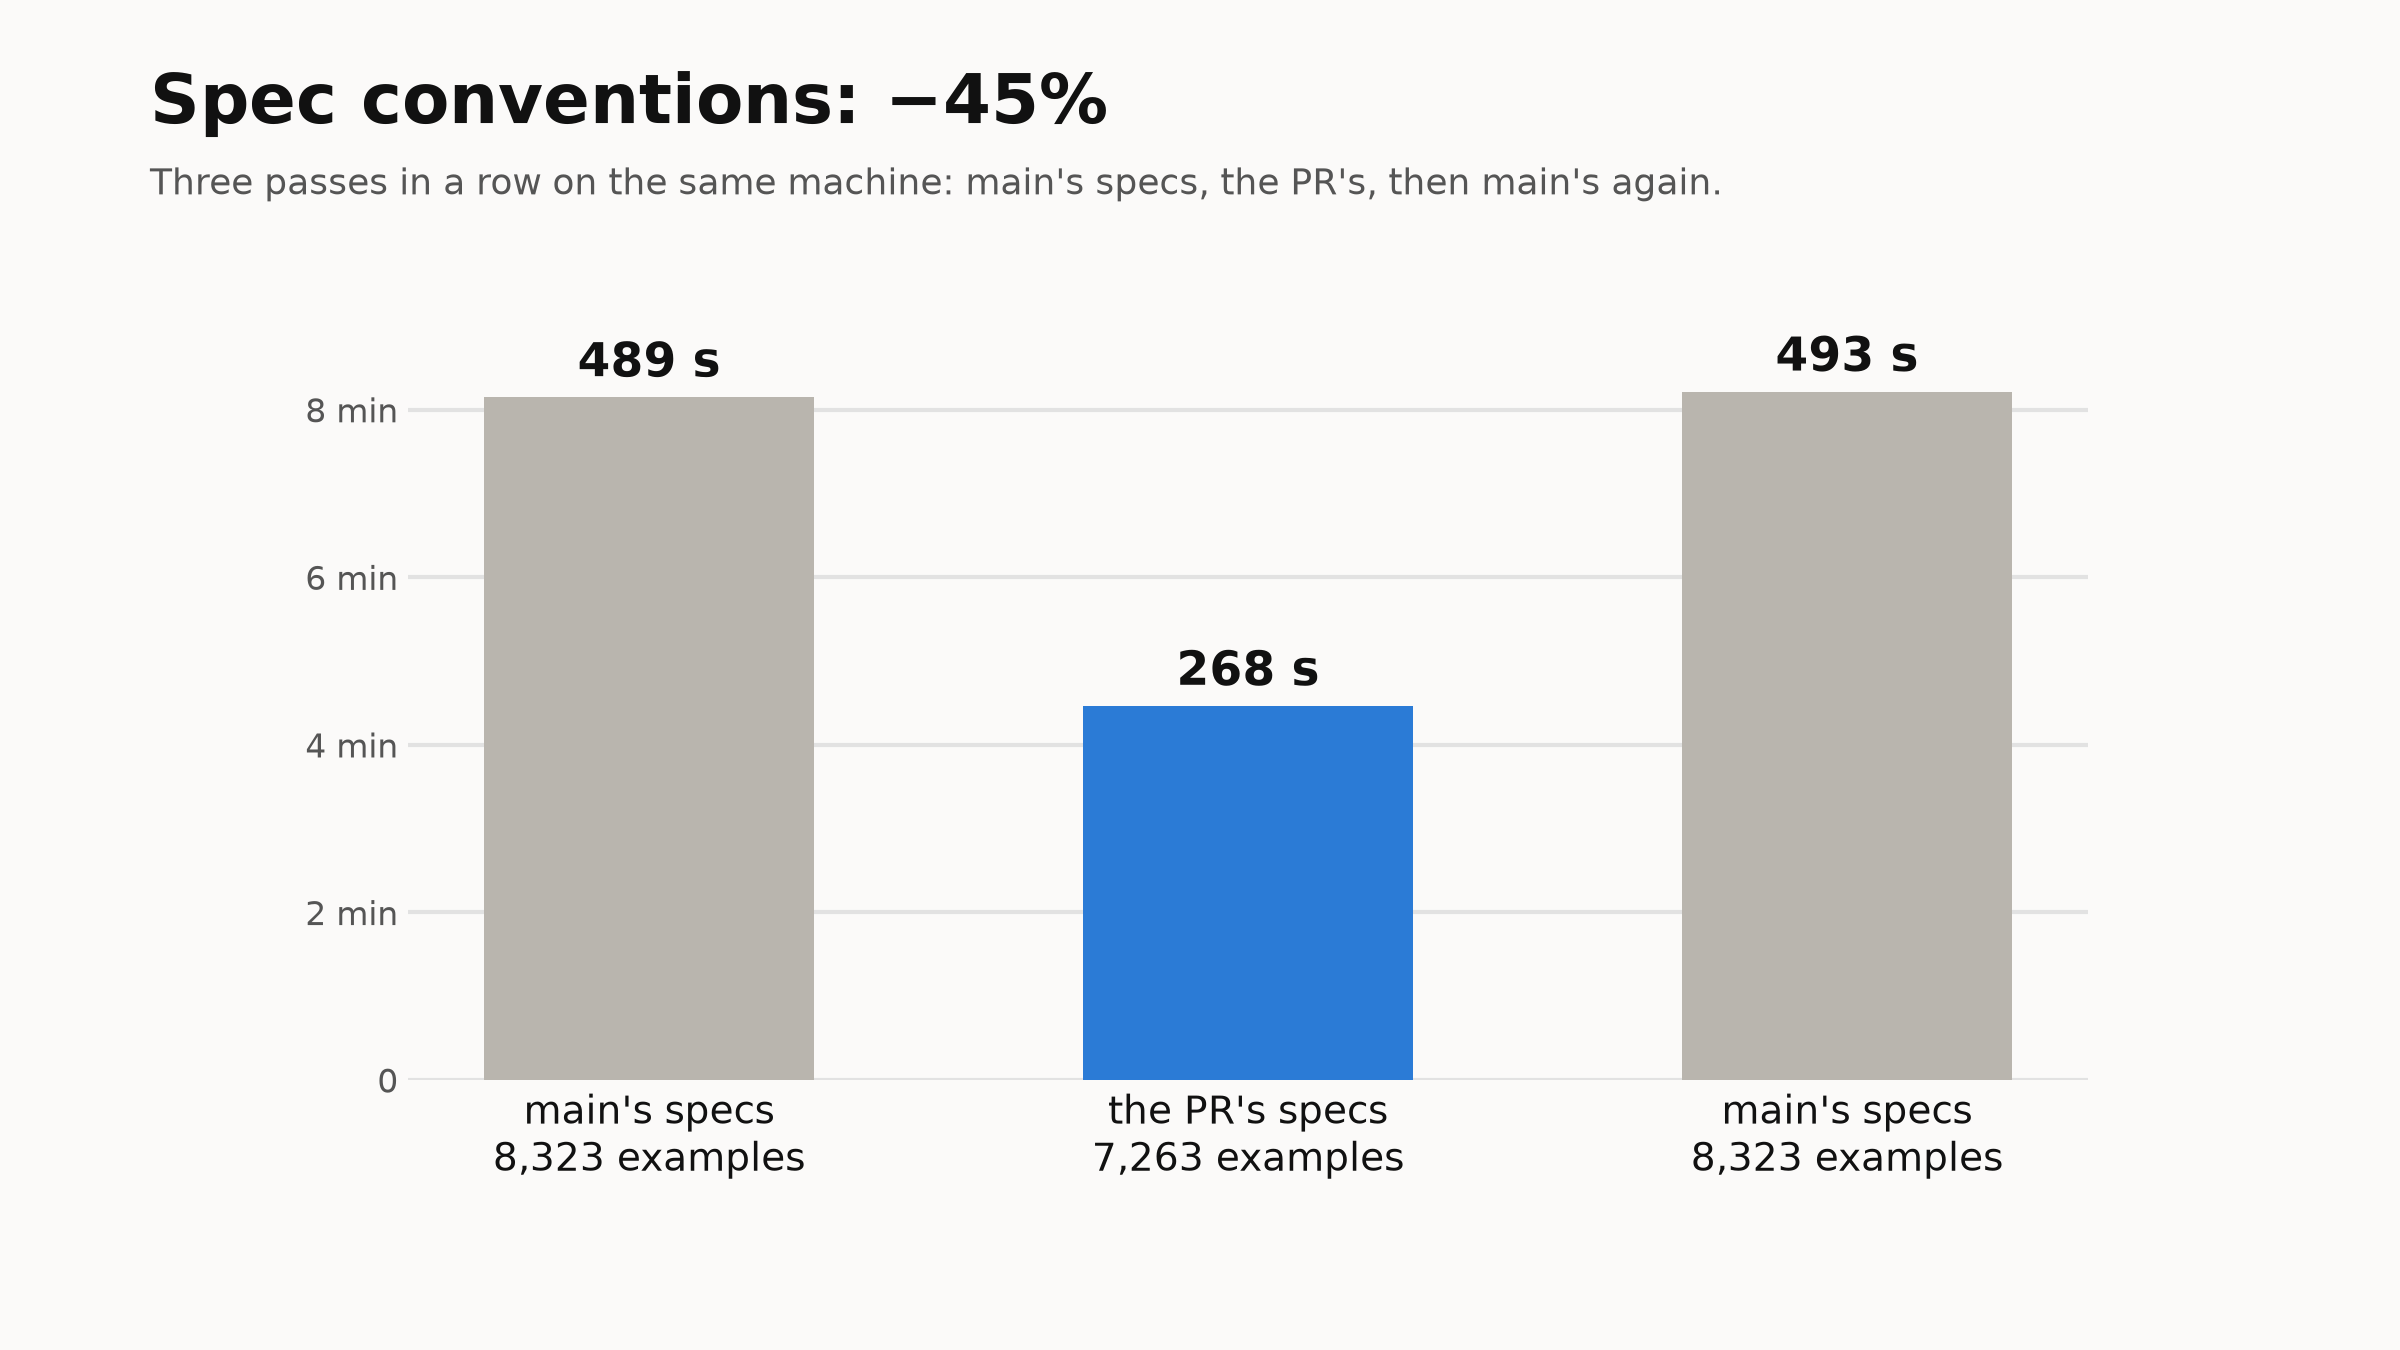 Spec conventions: −45%
Three passes in a row on the same machine: main's specs, the PR's, then main's again.
489 s
493 s
268 s
8 min
6 min
4 min
2 min
0
main's specs
8,323 examples
the PR's specs
7,263 examples
main's specs
8,323 examples